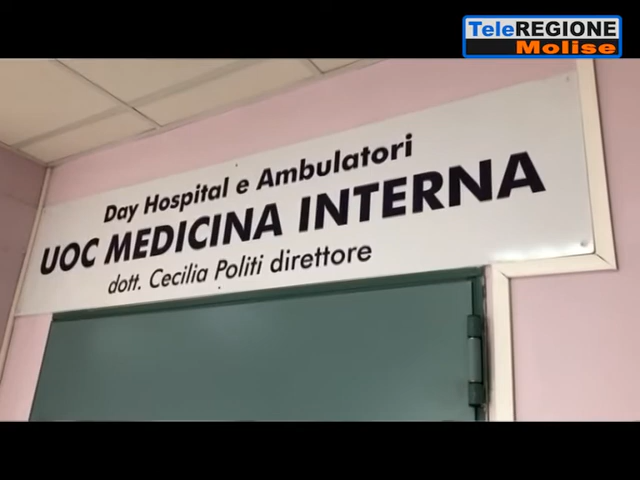 TeleREGIONE
Molise
Day Hospital e Ambulatori
UOC MEDICINA INTERNA
dott. Cecilia Politi direttore